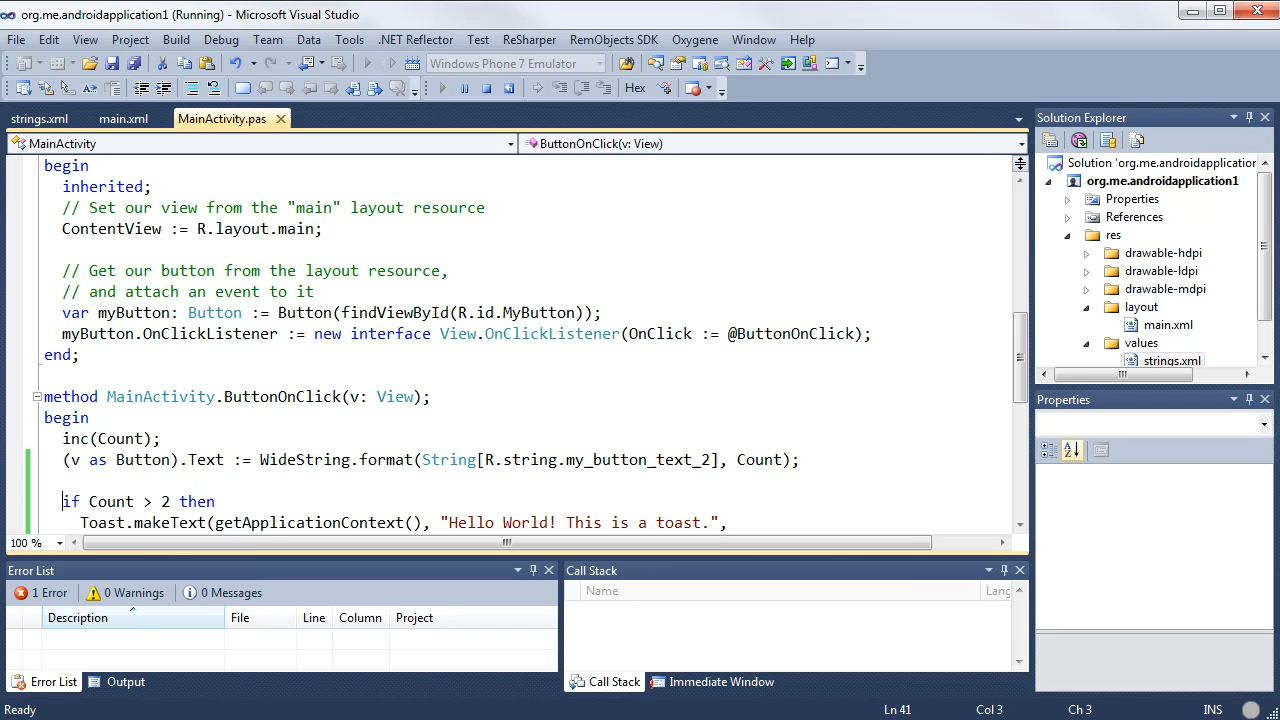 org.me.androidapplication1 (Running) - Microsoft Visual Studio
File Edit View Project Build Debug Team Data Tools .NET Reflector Test ReSharper RemObjects SDK Oxygene Window Help
Windows Phone 7 Emulator
Hex
strings.xml main.xml MainActivity.pas
MainActivity ButtonOnClick(v: View)
begin
inherited;
// Set our view from the "main" layout resource
ContentView := R.layout.main;
// Get our button from the layout resource,
// and attach an event to it
var myButton: Button := Button(findViewById(R.id.MyButton));
myButton.OnClickListener := new interface View.OnClickListener(OnClick := @ButtonOnClick);
end;
method MainActivity.ButtonOnClick(v: View);
begin
inc(Count);
(v as Button).Text := WideString.format(String[R.string.my_button_text_2], Count);
if Count > 2 then
Toast.makeText(getApplicationContext(), "Hello World! This is a toast.",
100 %
Solution Explorer
Solution 'org.me.androidapplication
org.me.androidapplication1
Properties
References
res
drawable-hdpi
drawable-ldpi
drawable-mdpi
layout
main.xml
values
strings.xml
Properties
Error List
1 Error 0 Warnings 0 Messages
Description File Line Column Project
Error List Output
Call Stack
Name Lang
Call Stack Immediate Window
Ready Ln 41 Col 3 Ch 3 INS